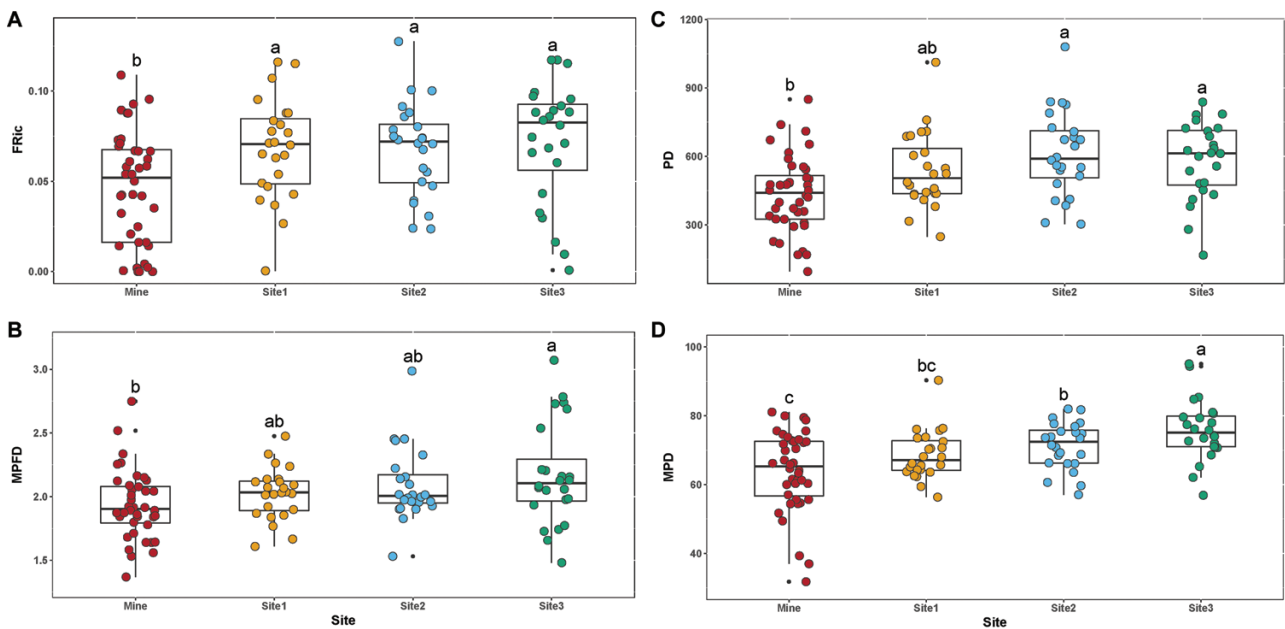 A
FRic
0.10
0.05
0.00
b
a
a
a
Mine
Site1
Site2
Site3
B
MPFD
3.0
2.5
2.0
1.5
b
ab
ab
a
Mine
Site1
Site2
Site3
Site
C
PD
1200
900
600
300
b
ab
a
a
Mine
Site1
Site2
Site3
D
MPD
100
80
60
40
c
bc
b
a
Mine
Site1
Site2
Site3
Site